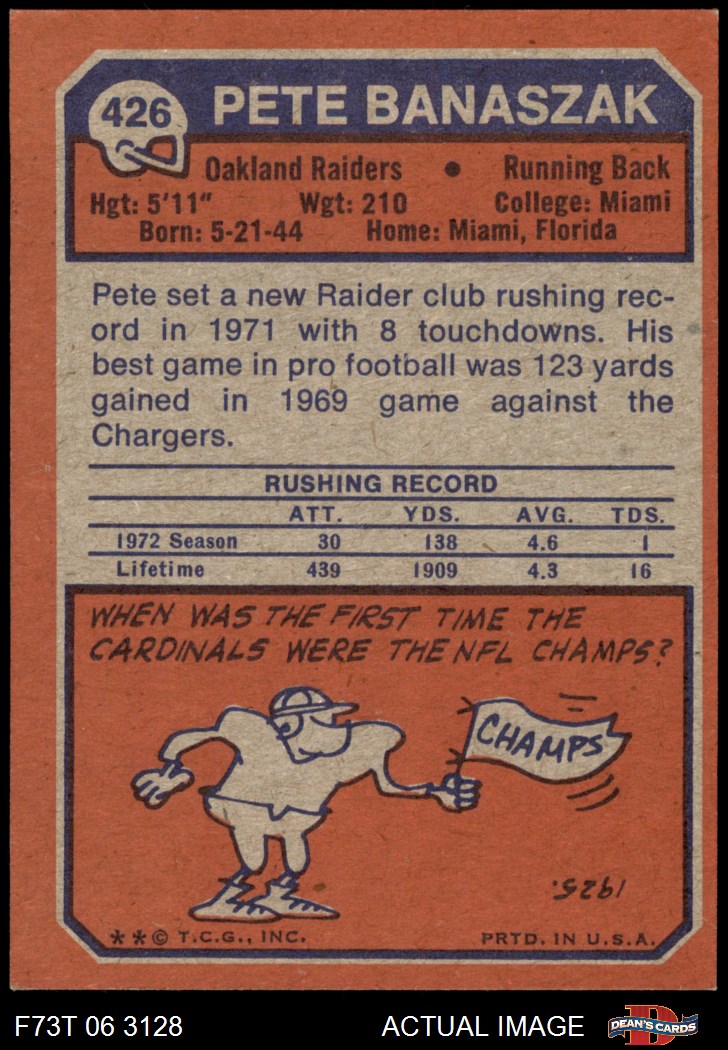 426 PETE BANASZAK
Oakland Raiders • Running Back
Hgt: 5'11" Wgt: 210 College: Miami
Born: 5-21-44 Home: Miami, Florida
Pete set a new Raider club rushing rec-
ord in 1971 with 8 touchdowns. His
best game in pro football was 123 yards
gained in 1969 game against the
Chargers.
RUSHING RECORD
ATT. YDS. AVG. TDS.
1972 Season 30 138 4.6 1
Lifetime 439 1909 4.3 16
WHEN WAS THE FIRST TIME THE
CARDINALS WERE THE NFL CHAMPS?
CHAMPS
1925.
**© T.C.G., INC. PRTD. IN U.S.A.
F73T 06 3128 ACTUAL IMAGE DEAN'S CARDS